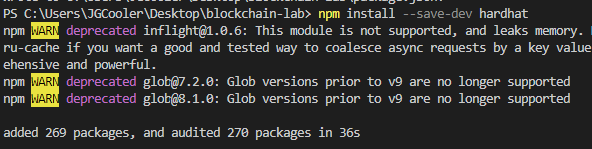 PS C:\Users\JGCooler\Desktop\blockchain-lab> npm install --save-dev hardhat
npm WARN deprecated inflight@1.0.6: This module is not supported, and leaks memory.
ru-cache if you want a good and tested way to coalesce async requests by a key value
ehensive and powerful.
npm WARN deprecated glob@7.2.0: Glob versions prior to v9 are no longer supported
npm WARN deprecated glob@8.1.0: Glob versions prior to v9 are no longer supported
added 269 packages, and audited 270 packages in 36s